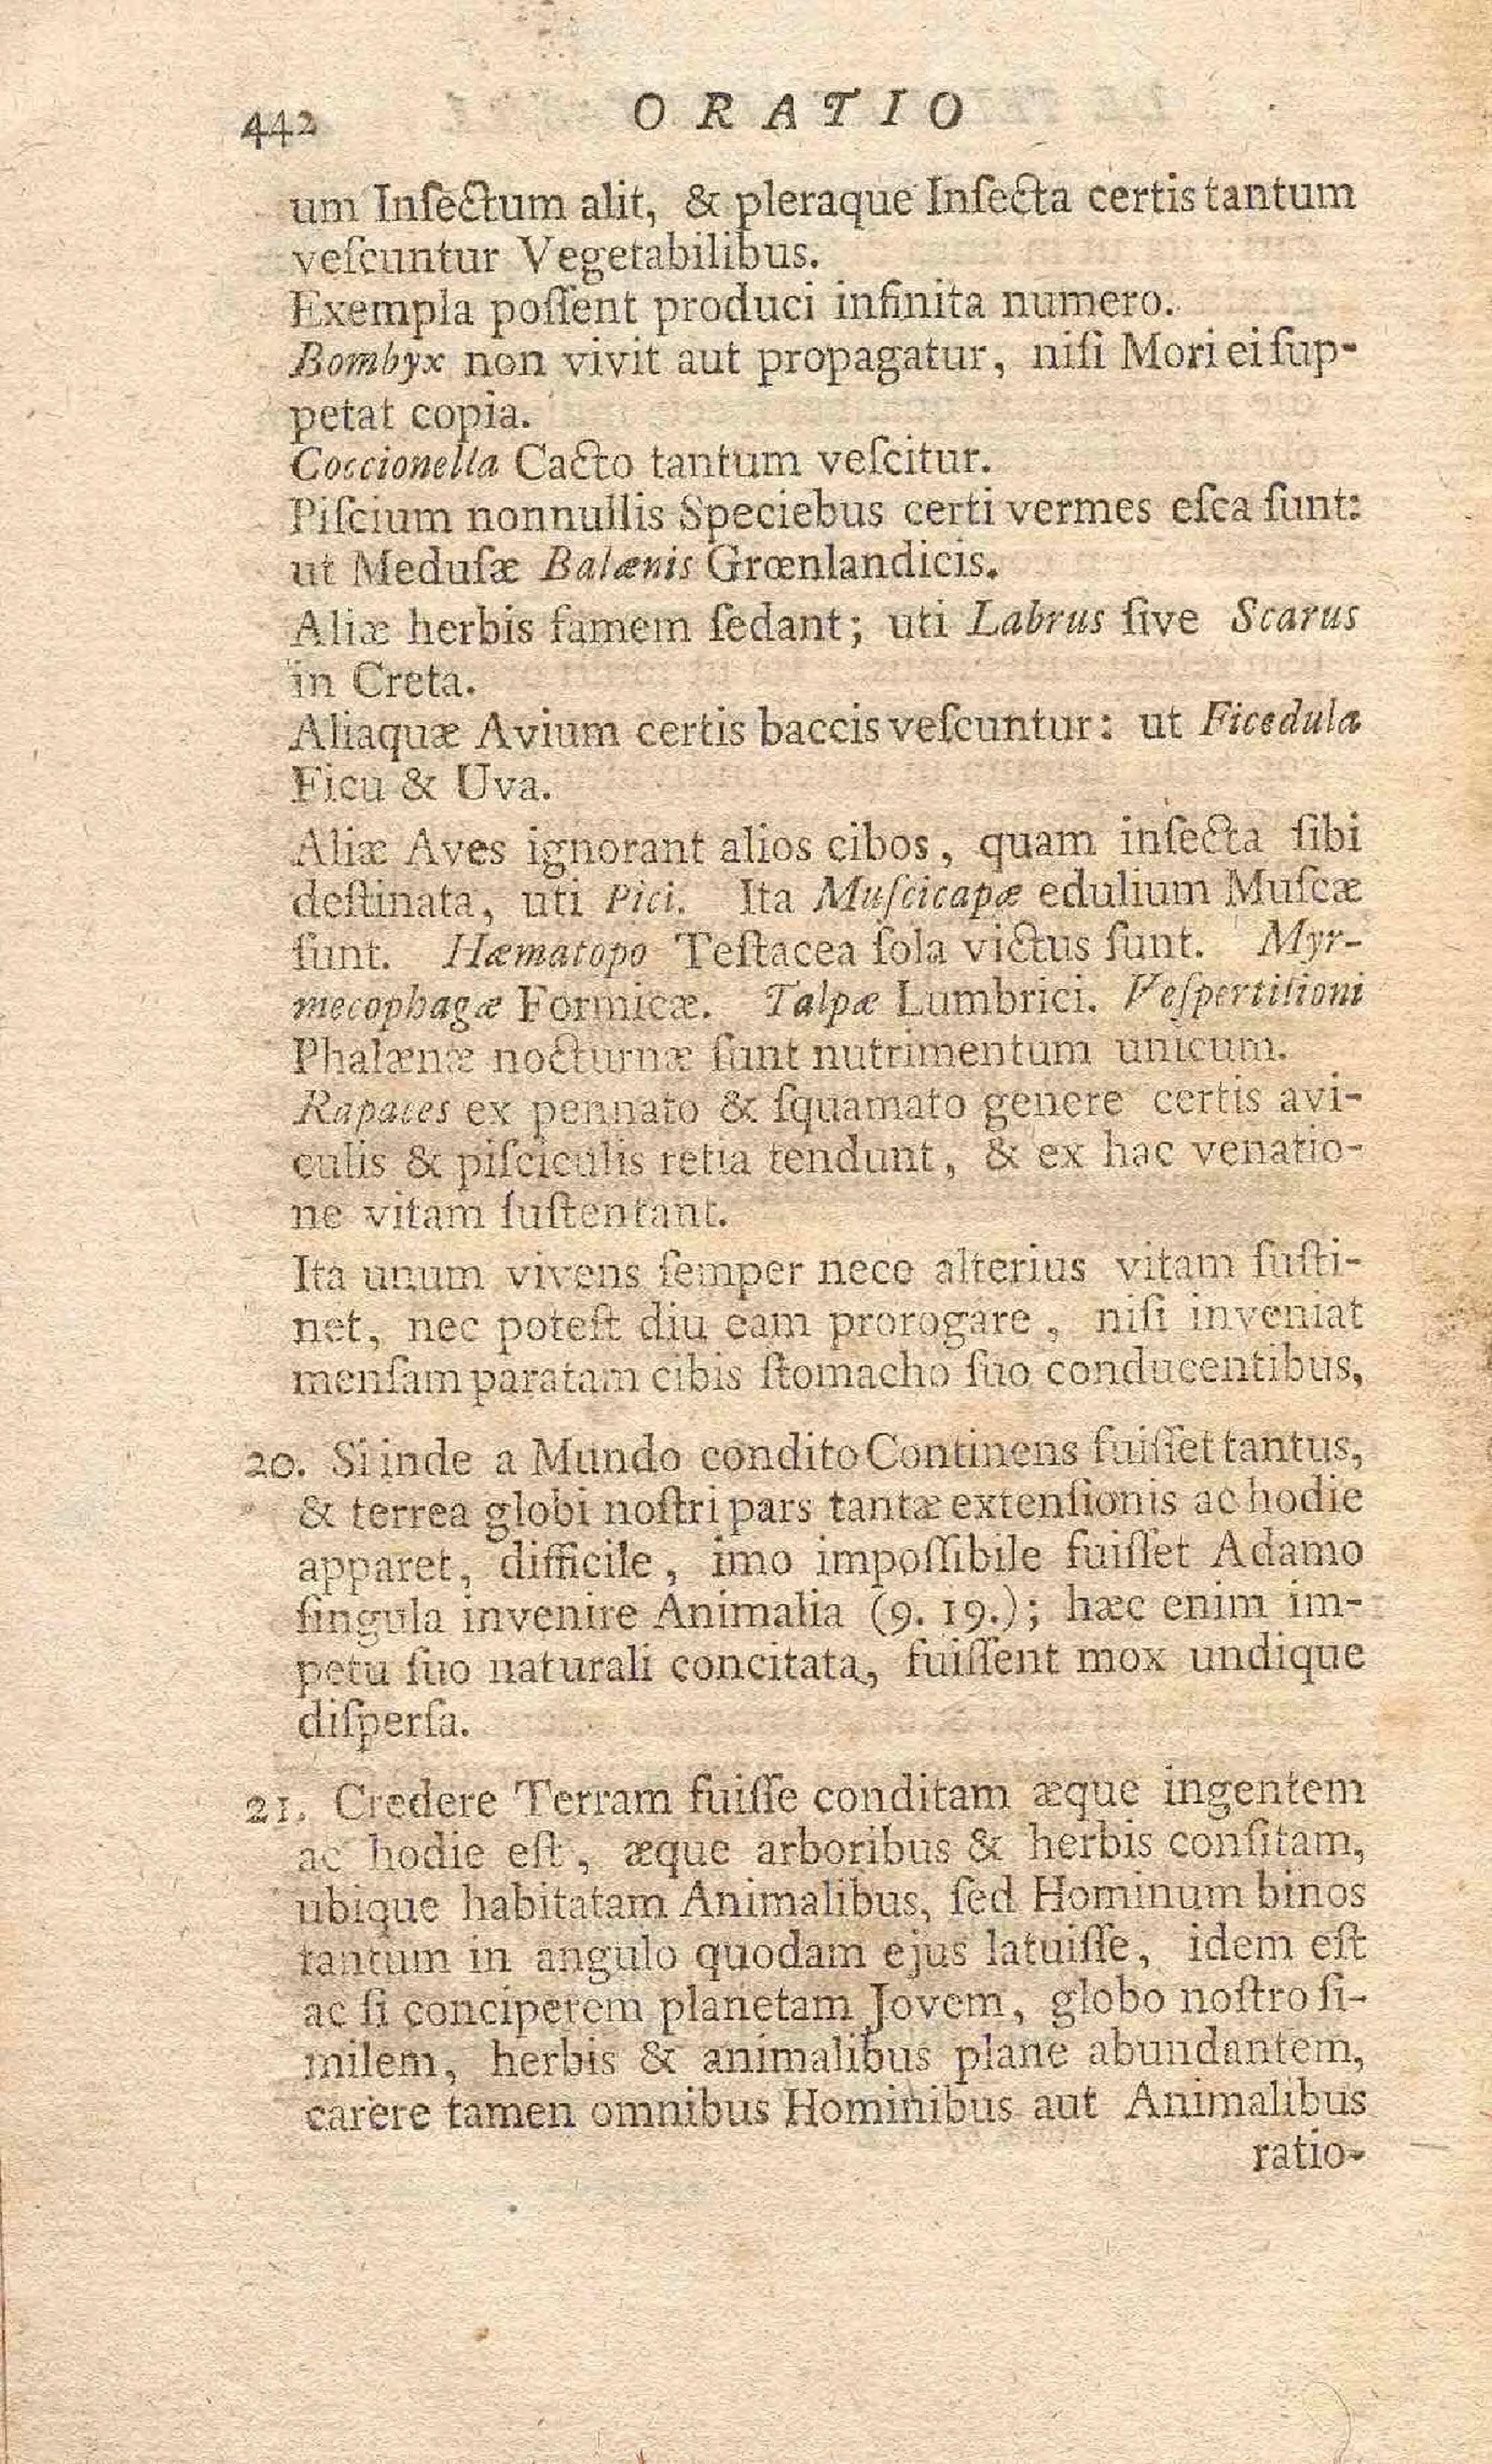 442 ORATIO
um Inſectum alit, & pleraque Inſecta certis tantum
veſcuntur Vegetabilibus.
Exempla poſſent produci infinita numero.
Bombyx non vivit aut propagatur, niſi Mori ei ſup-
petat copia.
Coccionella Cacto tantum veſcitur.
Piſcium nonnullis Speciebus certi vermes eſca ſunt:
ut Meduſæ Balænis Grœnlandicis.
Aliæ herbis famem ſedant; uti Labrus ſive Scarus
in Creta.
Aliaquæ Avium certis baccis veſcuntur: ut Ficedula
Ficu & Uva.
Aliæ Aves ignorant alios cibos, quam inſecta ſibi
deſtinata, uti Pici. Ita Muſcicapæ edulium Muſcæ
ſunt. Hæmatopo Teſtacea ſola victus ſunt. Myr-
mecophagæ Formicæ. Talpæ Lumbrici. Veſpertilioni
Phalænæ nocturnæ ſunt nutrimentum unicum.
Rapaces ex pennato & ſquamato genere certis avi-
culis & piſciculis retia tendunt, & ex hac venatio-
ne vitam ſuſtentant.
Ita unum vivens ſemper nece alterius vitam ſuſti-
net, nec poteſt diu eam prorogare, niſi inveniat
menſam paratam cibis ſtomacho ſuo conducentibus,
20. Si inde a Mundo condito Continens fuiſſet tantus,
& terrea globi noſtri pars tantæ extenſionis ac hodie
apparet, difficile, imo impoſſibile fuiſſet Adamo
ſingula invenire Animalia (9. 19.); hæc enim im-
petu ſuo naturali concitata, fuiſſent mox undique
diſperſa.
21. Credere Terram fuiſſe conditam æque ingentem
ac hodie eſt, æque arboribus & herbis conſitam,
ubique habitatam Animalibus, ſed Hominum binos
tantum in angulo quodam ejus latuiſſe, idem eſt
ac ſi conciperem planetam Jovem, globo noſtro ſi-
milem, herbis & animalibus plane abundantem,
carere tamen omnibus Hominibus aut Animalibus
ratio-